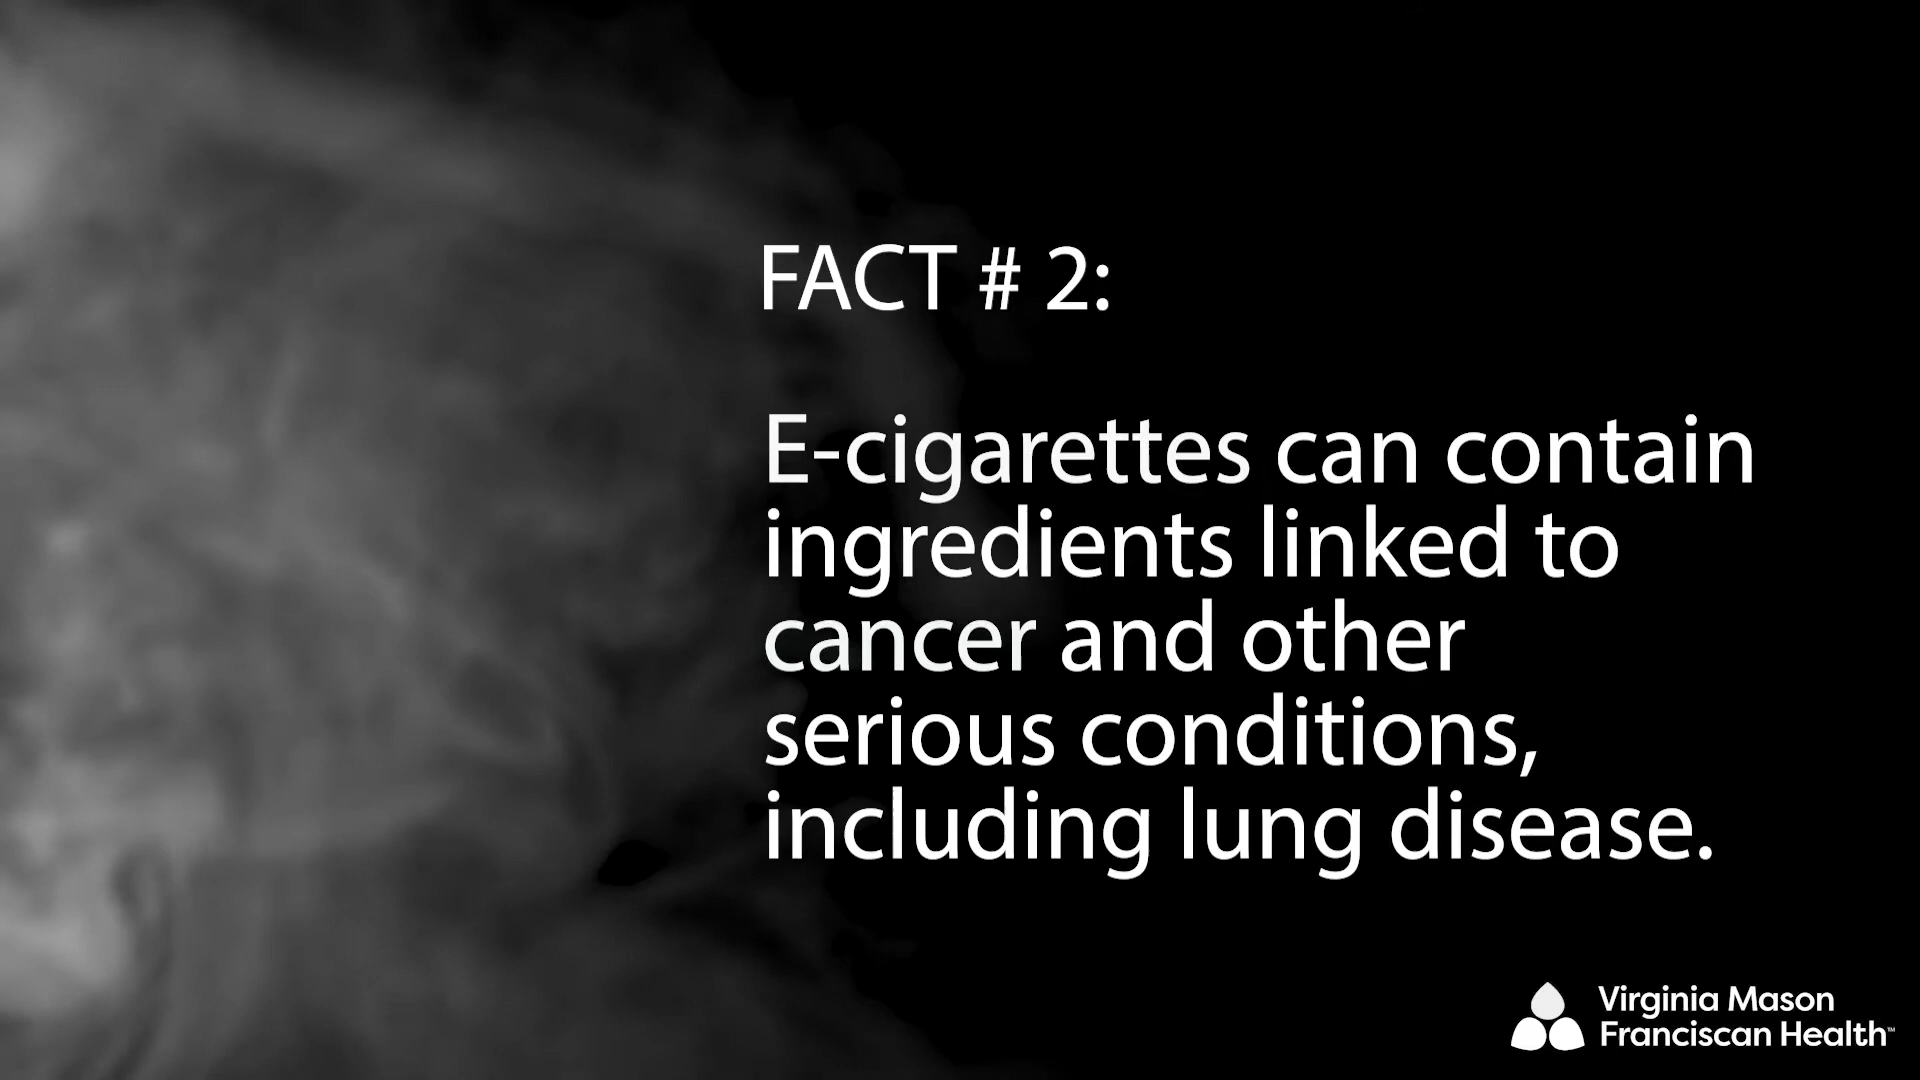 FACT # 2:
E-cigarettes can contain
ingredients linked to
cancer and other
serious conditions,
including lung disease.
Virginia Mason
Franciscan Health™